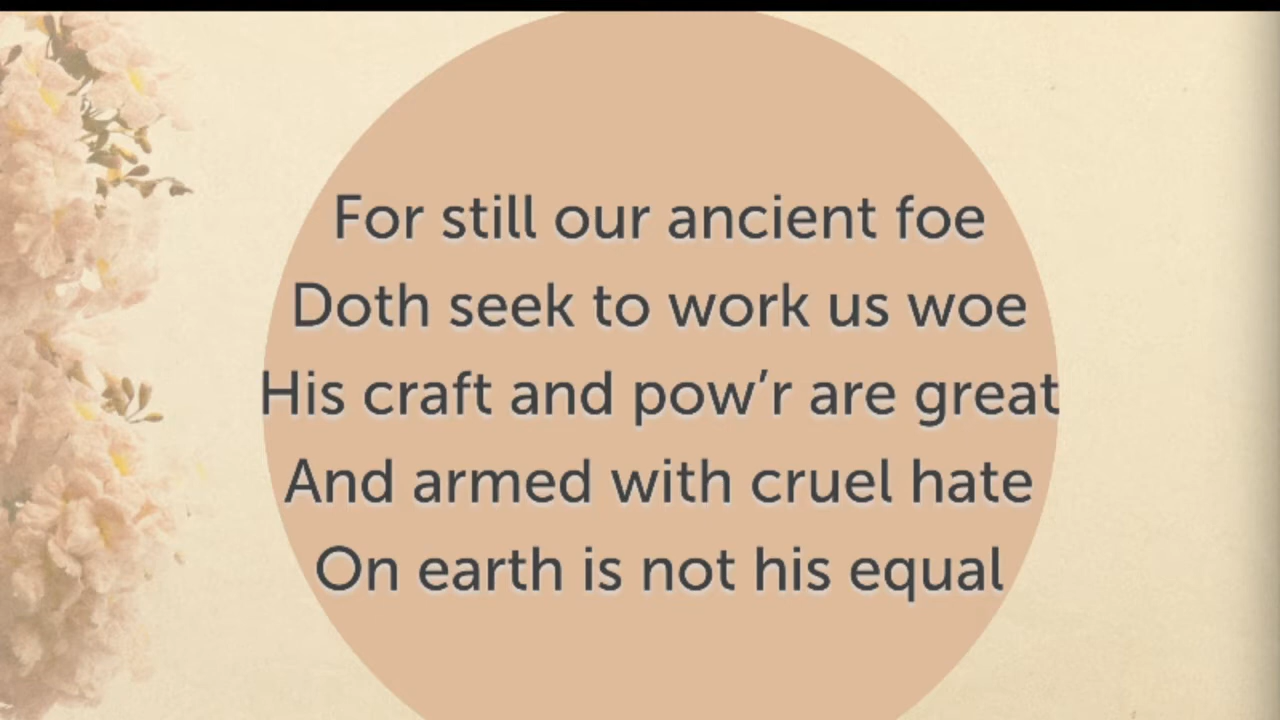 For still our ancient foe
Doth seek to work us woe
His craft and pow’r are great
And armed with cruel hate
On earth is not his equal